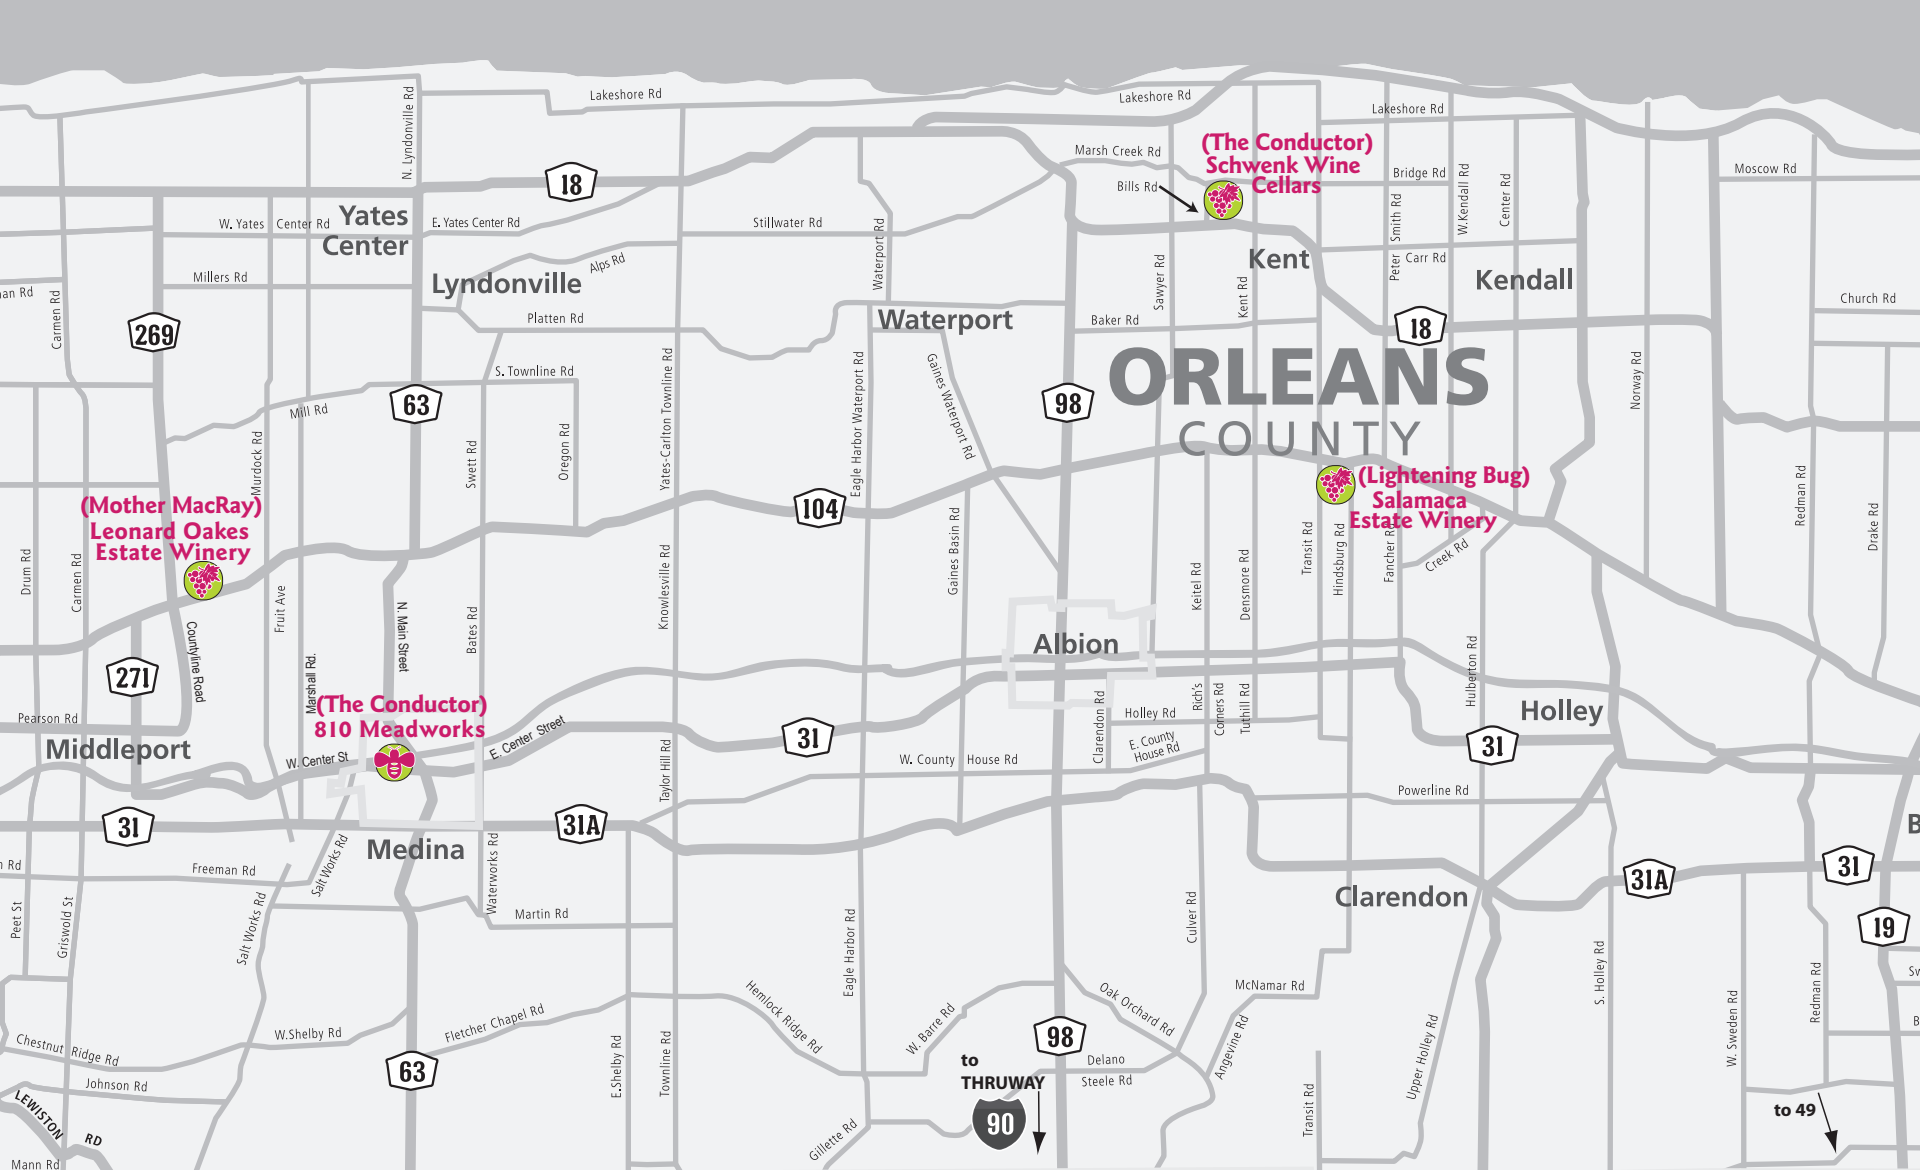 Lakeshore Rd
Lakeshore Rd
Lakeshore Rd
N. Lyndonville Rd
(The Conductor)
Schwenk Wine
Cellars
Marsh Creek Rd
Bills Rd
Bridge Rd
Moscow Rd
18
W. Yates
Center Rd
Yates
Center
E. Yates Center Rd
Stillwater Rd
Waterport Rd
Peter Smith Rd
W.Kendall Rd
Center Rd
Alps Rd
Kent
Carr Rd
Kendall
Millers Rd
Lyndonville
Sawyer Rd
Kent Rd
an Rd
Carmen Rd
Church Rd
Platten Rd
Waterport
Baker Rd
18
269
ORLEANS
COUNTY
S. Townline Rd
63
98
Mill Rd
Murdock Rd
Swett Rd
Oregon Rd
Yates-Carlton Townline Rd
Eagle Harbor Waterport Rd
Gaines Waterport Rd
Norway Rd
(Mother MacRay)
Leonard Oakes
Estate Winery
104
(Lightening Bug)
Salamaca
Estate Winery
Redman Rd
Drake Rd
Drum Rd
Carmen Rd
Fruit Ave
N. Main Street
Bates Rd
Knowlesville Rd
Gaines Basin Rd
Keitel Rd
Densmore Rd
Transit Rd
Hindsburg Rd
Fancher Rd
Creek Rd
Albion
Countyline Road
Marshall Rd.
271
Hulberton Rd
Pearson Rd
Middleport
(The Conductor)
810 Meadworks
W. Center St
E. Center Street
31
Taylor Hill Rd
W. County
House Rd
Clarendon Rd
Holley Rd
E. County
House Rd
Rich's
Corners Rd
Tuthill Rd
Holley
31
Powerline Rd
31
31A
B
Medina
Freeman Rd
n Rd
Salt Works Rd
Waterworks Rd
31A
31
Clarendon
Peet St
Griswold St
Salt Works Rd
Martin Rd
Eagle Harbor Rd
Culver Rd
19
S. Holley Rd
Sw
McNamar Rd
Hemlock Ridge Rd
Oak Orchard Rd
Chestnut Ridge Rd
W.Shelby Rd
Fletcher Chapel Rd
W. Barre Rd
98
Angevine Rd
Upper Holley Rd
W. Sweden Rd
Redman Rd
B
Johnson Rd
63
E.Shelby Rd
Townline Rd
to
THRUWAY
90
Delano
Steele Rd
Transit Rd
to 49
LEWISTON
RD
Gillette Rd
Mann Rd